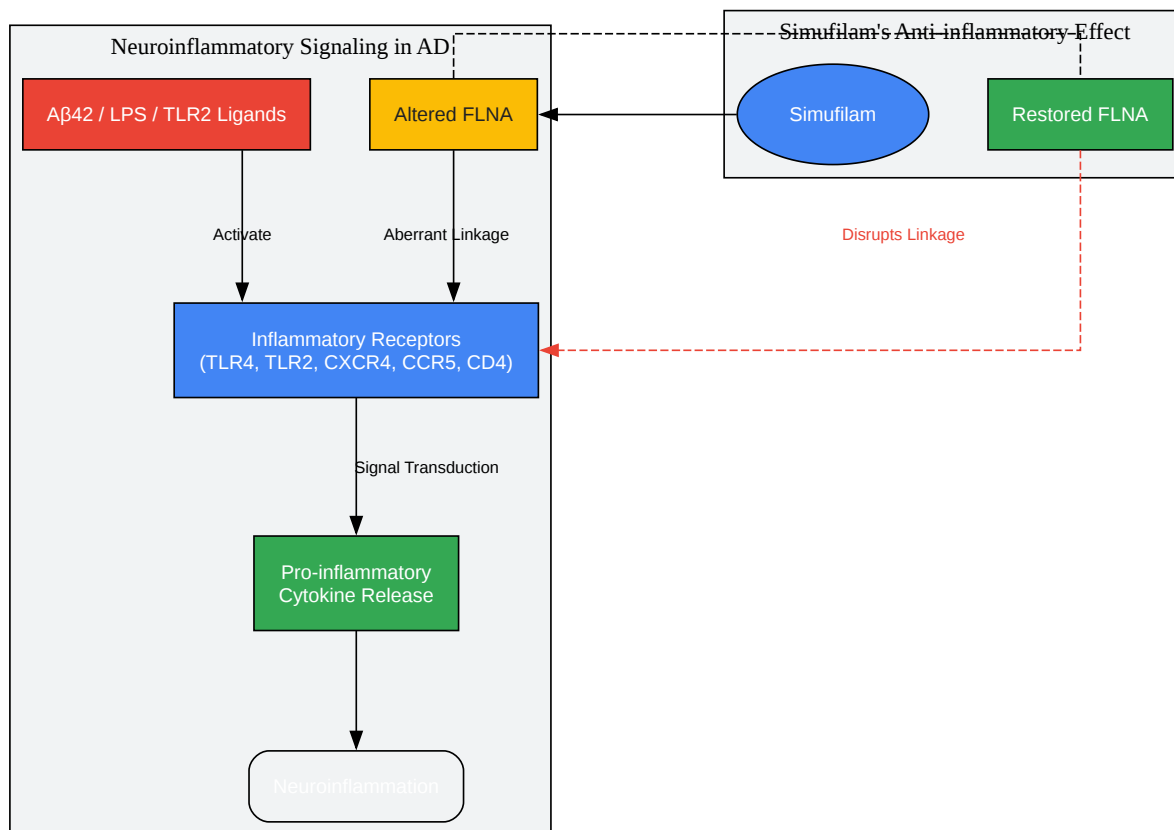 Neuroinflammatory Signaling in AD
Simufilam's Anti-inflammatory Effect
Aβ42 / LPS / TLR2 Ligands
Altered FLNA
Simufilam
Restored FLNA
Activate
Aberrant Linkage
Disrupts Linkage
Inflammatory Receptors
(TLR4, TLR2, CXCR4, CCR5, CD4)
Signal Transduction
Pro-inflammatory
Cytokine Release
Neuroinflammation